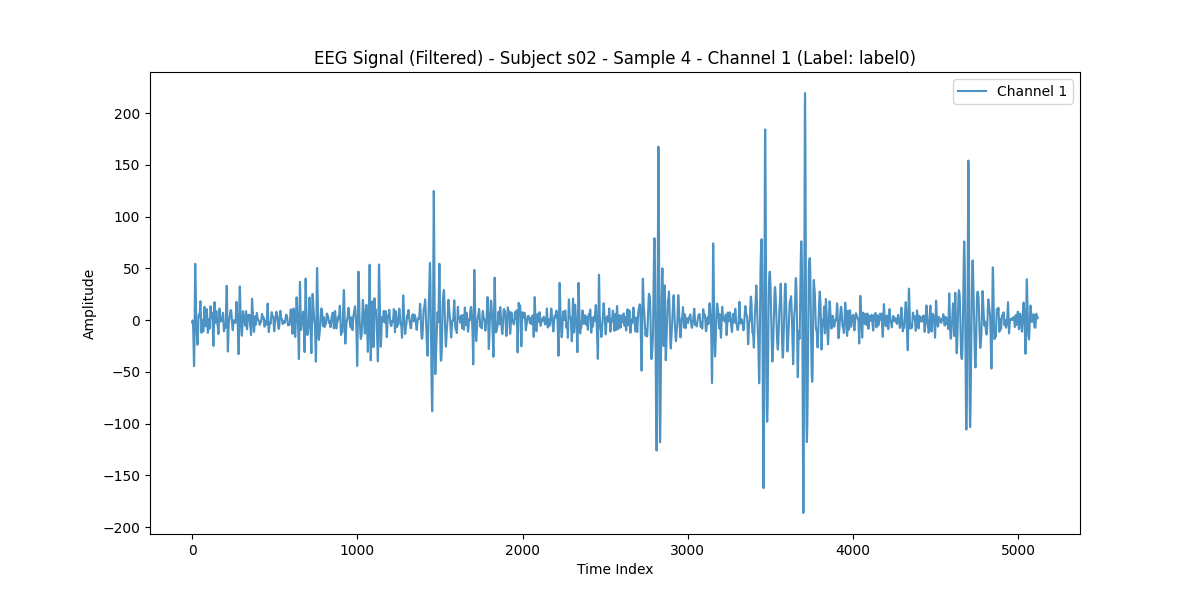 EEG Signal (Filtered) - Subject s02 - Sample 4 - Channel 1 (Label: label0)
Channel 1
200
150
100
50
0
−50
−100
−150
−200
Amplitude
0 1000 2000 3000 4000 5000
Time Index